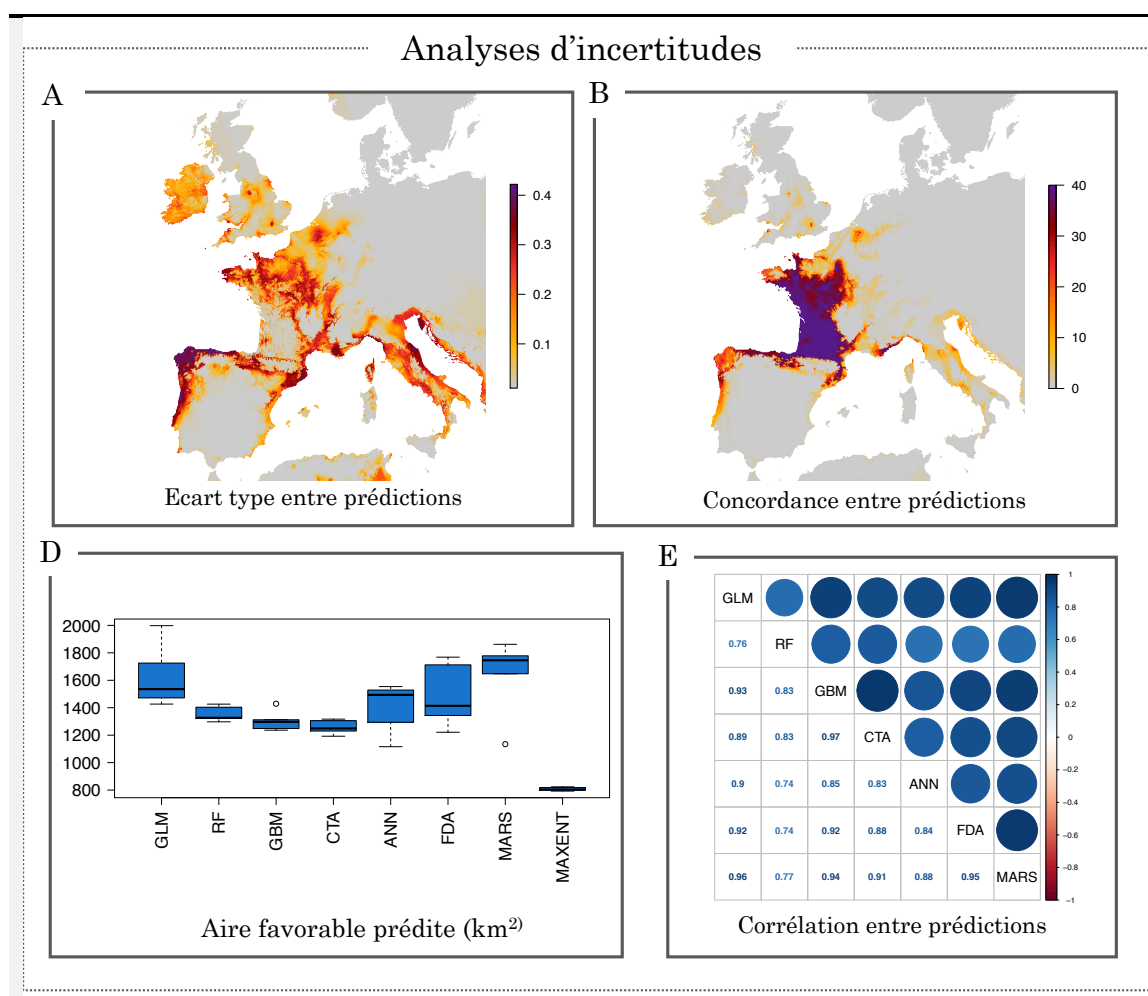 Analyses d'incertitudes
A
B
0.4
0.3
0.2
0.1
Ecart type entre prédictions
40
30
20
10
0
Concordance entre prédictions
D
2000
1800
1600
1400
1200
1000
800
GLM
RF
GBM
CTA
ANN
FDA
MARS
MAXENT
Aire favorable prédite (km²)
E
GLM
0.76 RF
0.93 0.83 GBM
0.89 0.83 0.97 CTA
0.9 0.74 0.85 0.83 ANN
0.92 0.74 0.92 0.88 0.84 FDA
0.96 0.77 0.94 0.91 0.88 0.95 MARS
1
0.8
0.6
0.4
0.2
0
−0.2
−0.4
−0.6
−0.8
−1
Corrélation entre prédictions